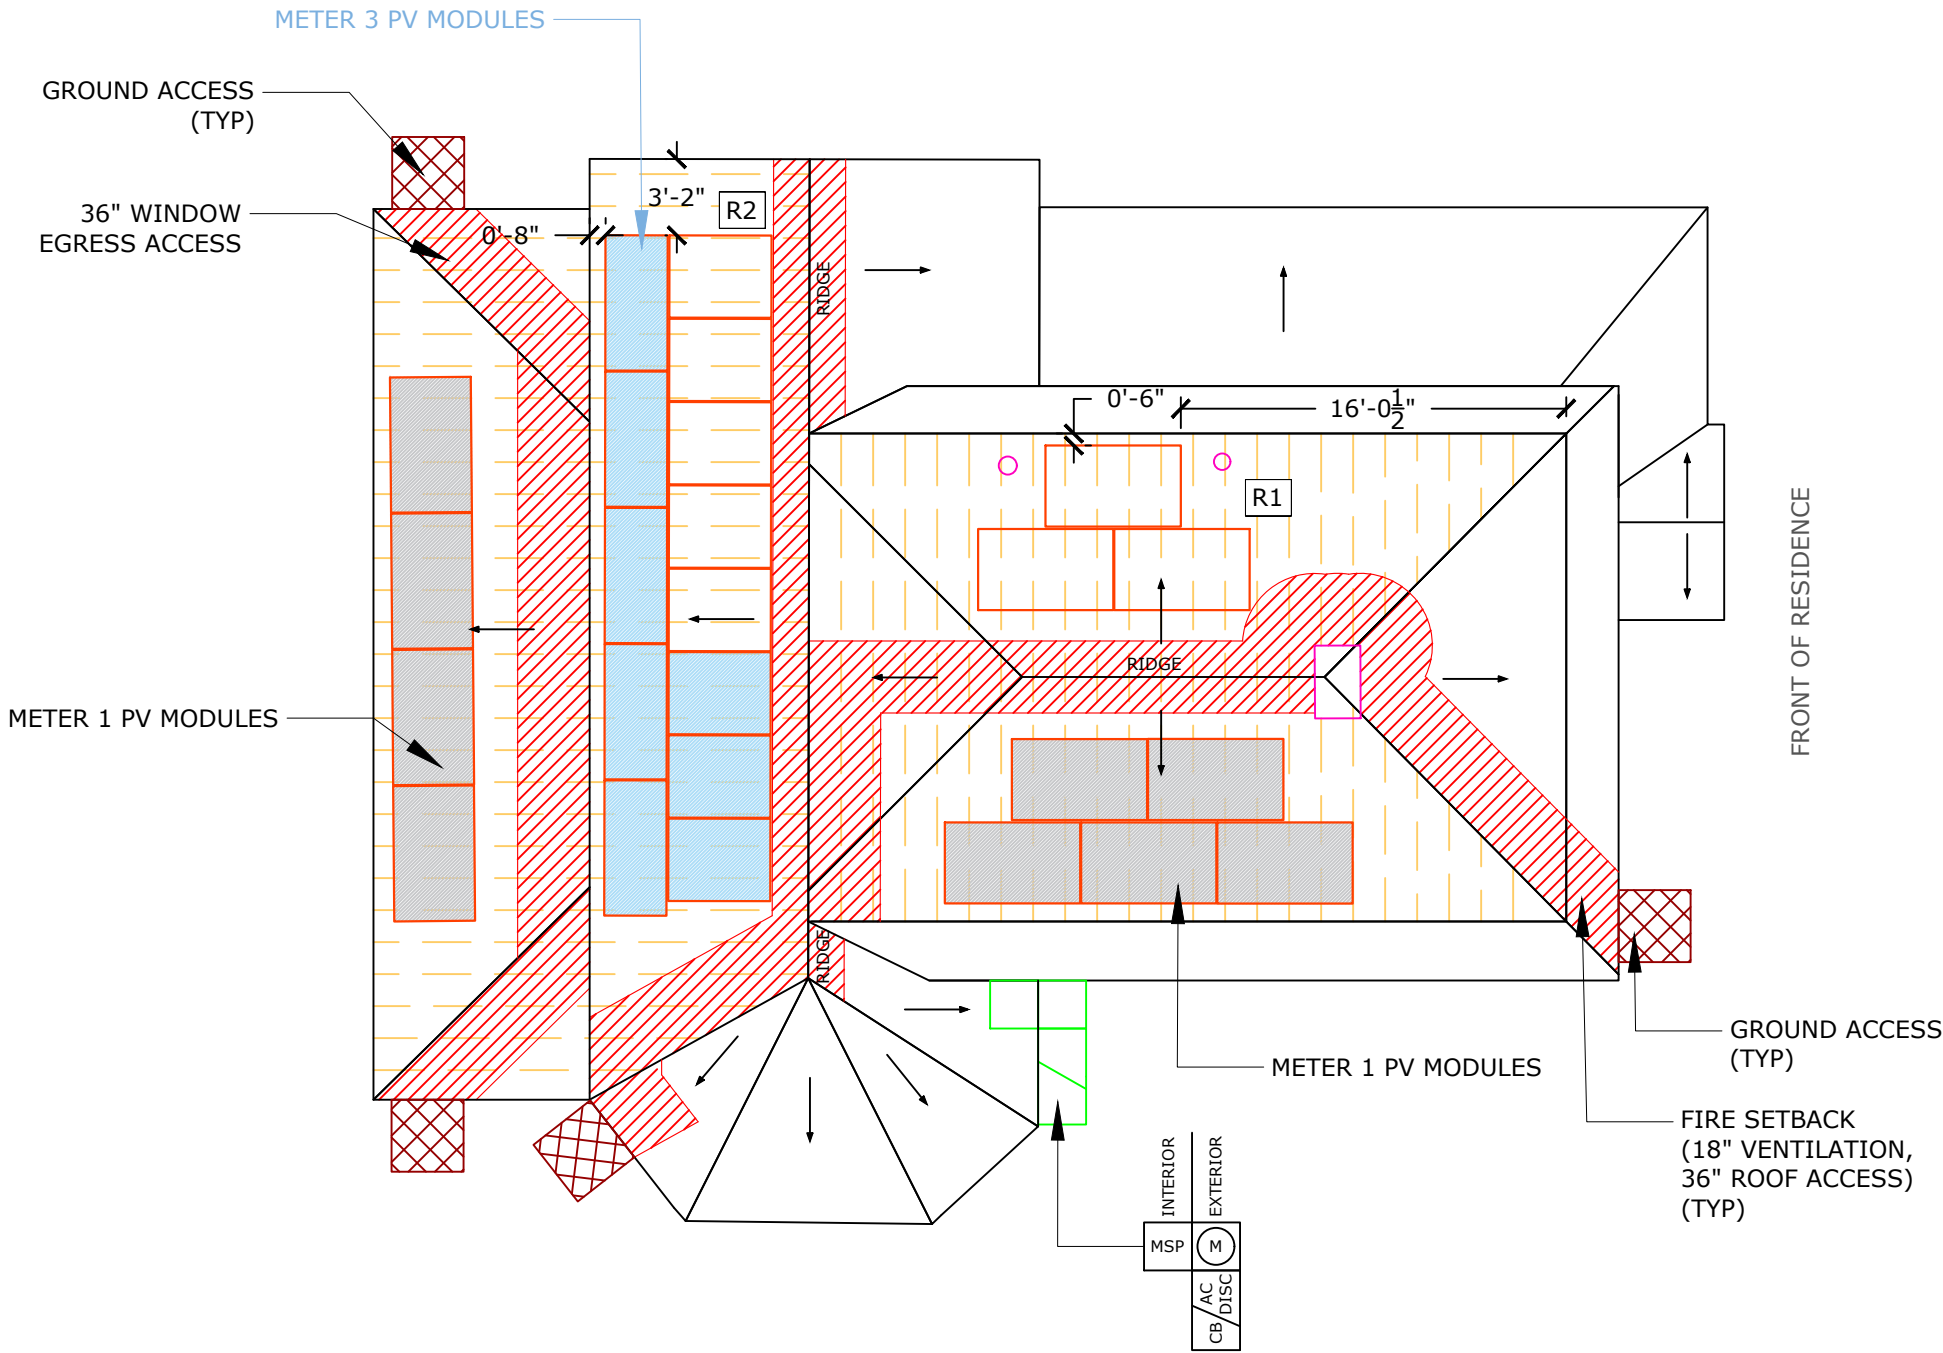 METER 3 PV MODULES
GROUND ACCESS
(TYP)
36" WINDOW
EGRESS ACCESS
3'-2"
R2
0'-8"
RIDGE
0'-6"
16'-0 1/2"
R1
FRONT OF RESIDENCE
RIDGE
METER 1 PV MODULES
RIDGE
METER 1 PV MODULES
GROUND ACCESS
(TYP)
FIRE SETBACK
(18" VENTILATION,
36" ROOF ACCESS)
(TYP)
INTERIOR
EXTERIOR
MSP
M
CB/AC
DISC